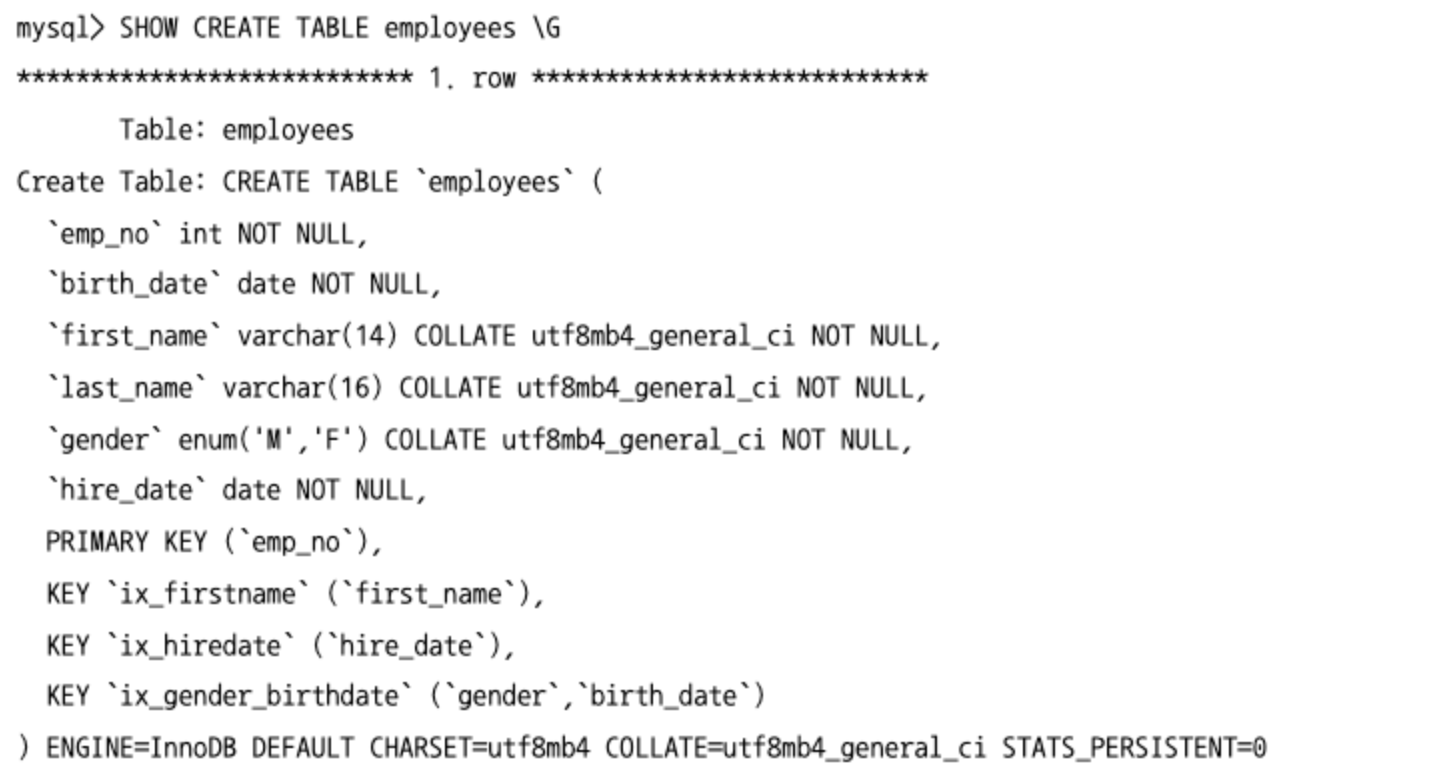 mysql> SHOW CREATE TABLE employees \G
*************************** 1. row ***************************
       Table: employees
Create Table: CREATE TABLE `employees` (
  `emp_no` int NOT NULL,
  `birth_date` date NOT NULL,
  `first_name` varchar(14) COLLATE utf8mb4_general_ci NOT NULL,
  `last_name` varchar(16) COLLATE utf8mb4_general_ci NOT NULL,
  `gender` enum('M','F') COLLATE utf8mb4_general_ci NOT NULL,
  `hire_date` date NOT NULL,
  PRIMARY KEY (`emp_no`),
  KEY `ix_firstname` (`first_name`),
  KEY `ix_hiredate` (`hire_date`),
  KEY `ix_gender_birthdate` (`gender`,`birth_date`)
) ENGINE=InnoDB DEFAULT CHARSET=utf8mb4 COLLATE=utf8mb4_general_ci STATS_PERSISTENT=0